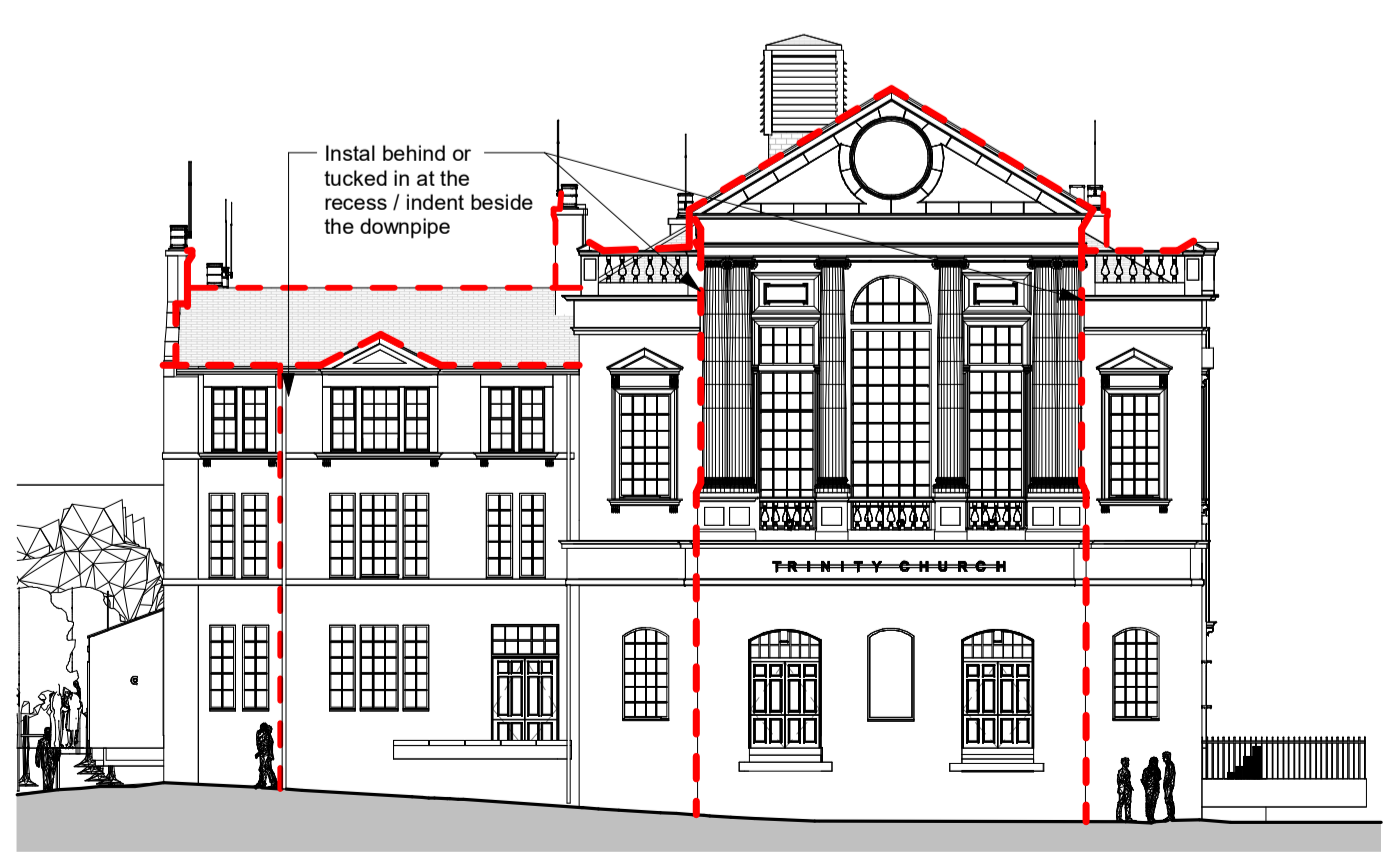 Instal behind or
tucked in at the
recess / indent beside
the downpipe
TRINITY CHURCH